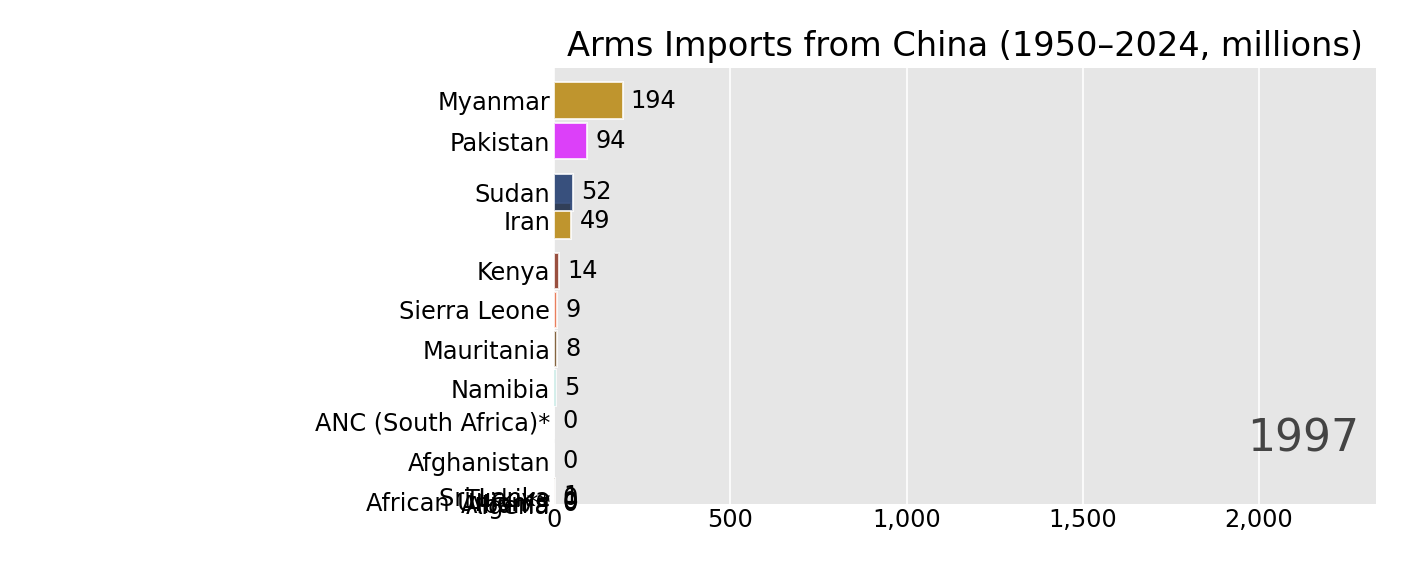 Arms Imports from China (1950–2024, millions)
Myanmar 194
Pakistan 94
Sudan 52
Iran 49
Kenya 14
Sierra Leone 9
Mauritania 8
Namibia 5
ANC (South Africa)* 0
1997
Afghanistan 0
African
0 500 1,000 1,500 2,000